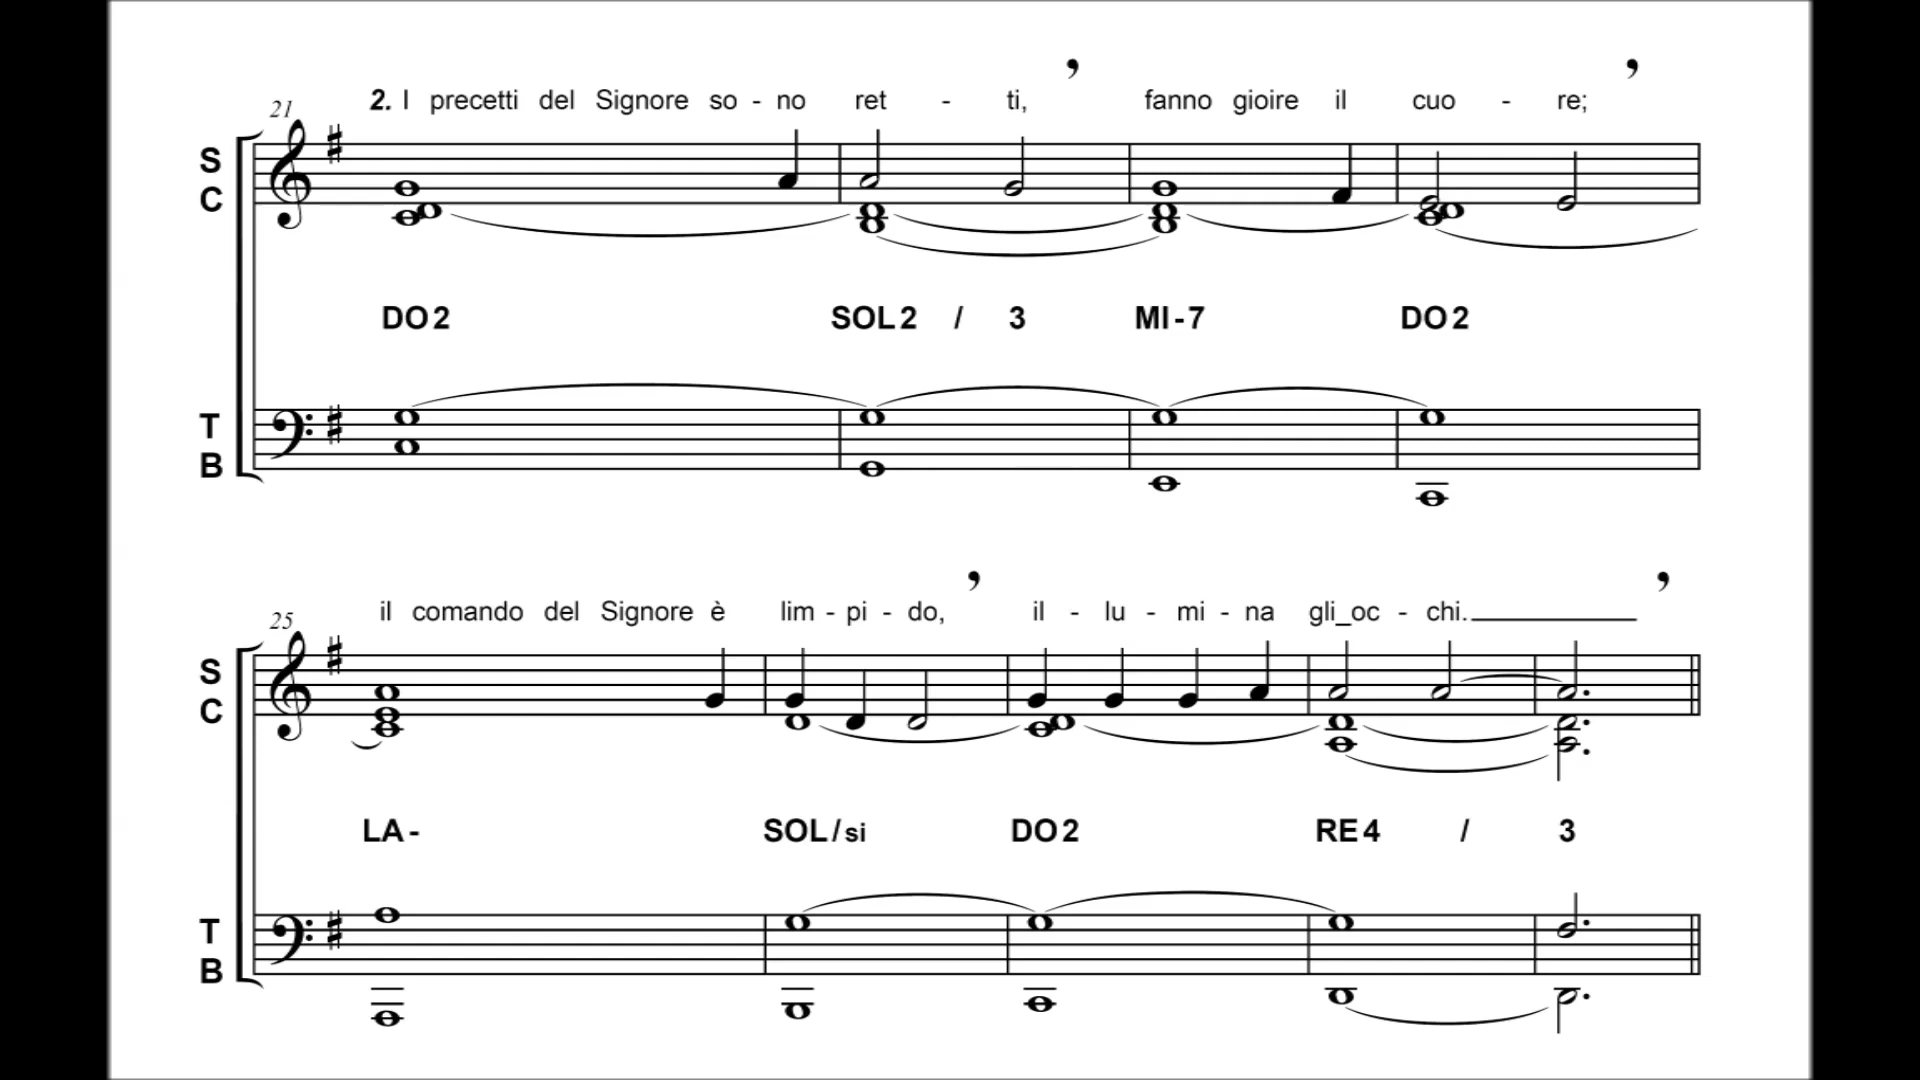 21 2. I precetti del Signore so - no ret - ti, fanno gioire il cuo - re;
S
C
DO2 SOL2 / 3 MI-7 DO2
T
B
25 il comando del Signore è lim - pi - do, il - lu - mi - na gli_oc - chi.
S
C
LA- SOL/si DO2 RE4 / 3
T
B